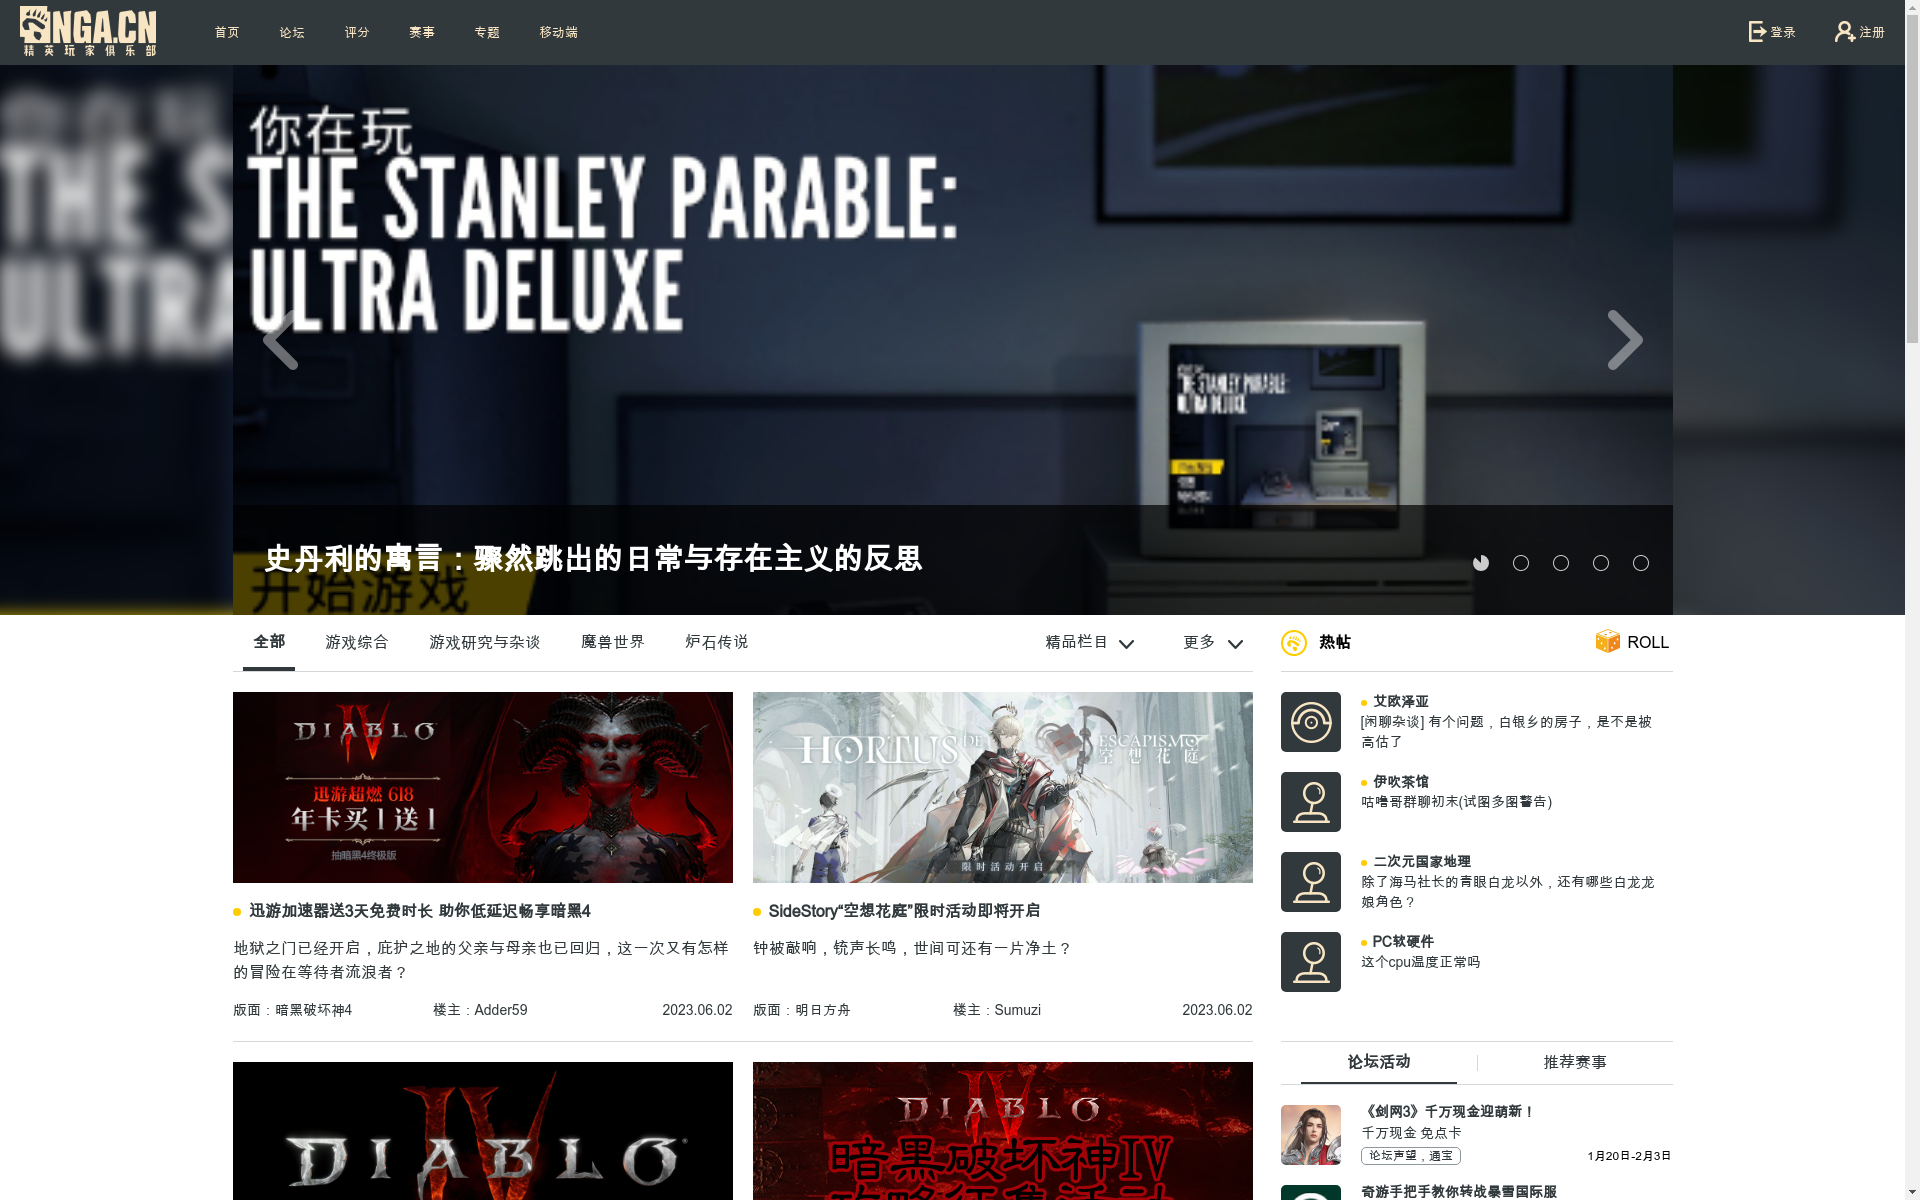 NGA.CN
精英玩家俱乐部
首页 论坛 评分 赛事 专题 移动端 登录 注册
你在玩
THE STANLEY PARABLE:
ULTRA DELUXE
THE STANLEY PARABLE:
ULTRA DELUXE
史丹利的寓言：骤然跳出的日常与存在主义的反思
开始游戏
全部 游戏综合 游戏研究与杂谈 魔兽世界 炉石传说 精品栏目 更多
热帖 ROLL
DIABLO
IV
迅游超燃 618
年卡买1送1
抽暗黑4终极版
HORTUS DE ESCAPISMO
空想花庭
限时活动开启
迅游加速器送3天免费时长 助你低延迟畅享暗黑4
地狱之门已经开启，庇护之地的父亲与母亲也已回归，这一次又有怎样
的冒险在等待者流浪者？
版面：暗黑破坏神4 楼主：Adder59 2023.06.02
SideStory“空想花庭”限时活动即将开启
钟被敲响，铳声长鸣，世间可还有一片净土？
版面：明日方舟 楼主：Sumuzi 2023.06.02
艾欧泽亚
[闲聊杂谈] 有个问题，白银乡的房子，是不是被
高估了
伊吹茶馆
咕噜哥群聊初末(试图多图警告)
二次元国家地理
除了海马社长的青眼白龙以外，还有哪些白龙龙
娘角色？
PC软硬件
这个cpu温度正常吗
DIABLO
IV
DIABLO
IV
暗黑破坏神IV
攻略征集活动
论坛活动 推荐赛事
《剑网3》千万现金迎萌新！
千万现金 免点卡
论坛声望，通宝 1月20日-2月3日
奇游手把手教你转战暴雪国际服